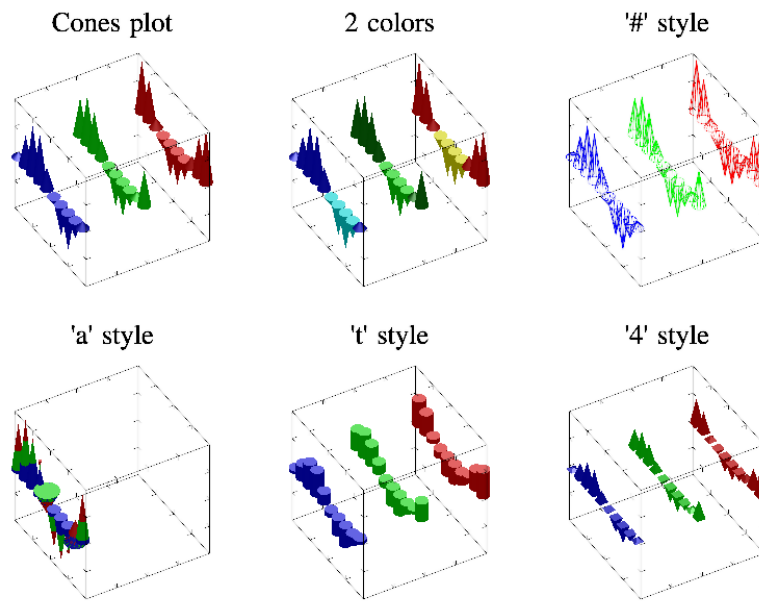 Cones plot
2 colors
'#' style
'a' style
't' style
'4' style